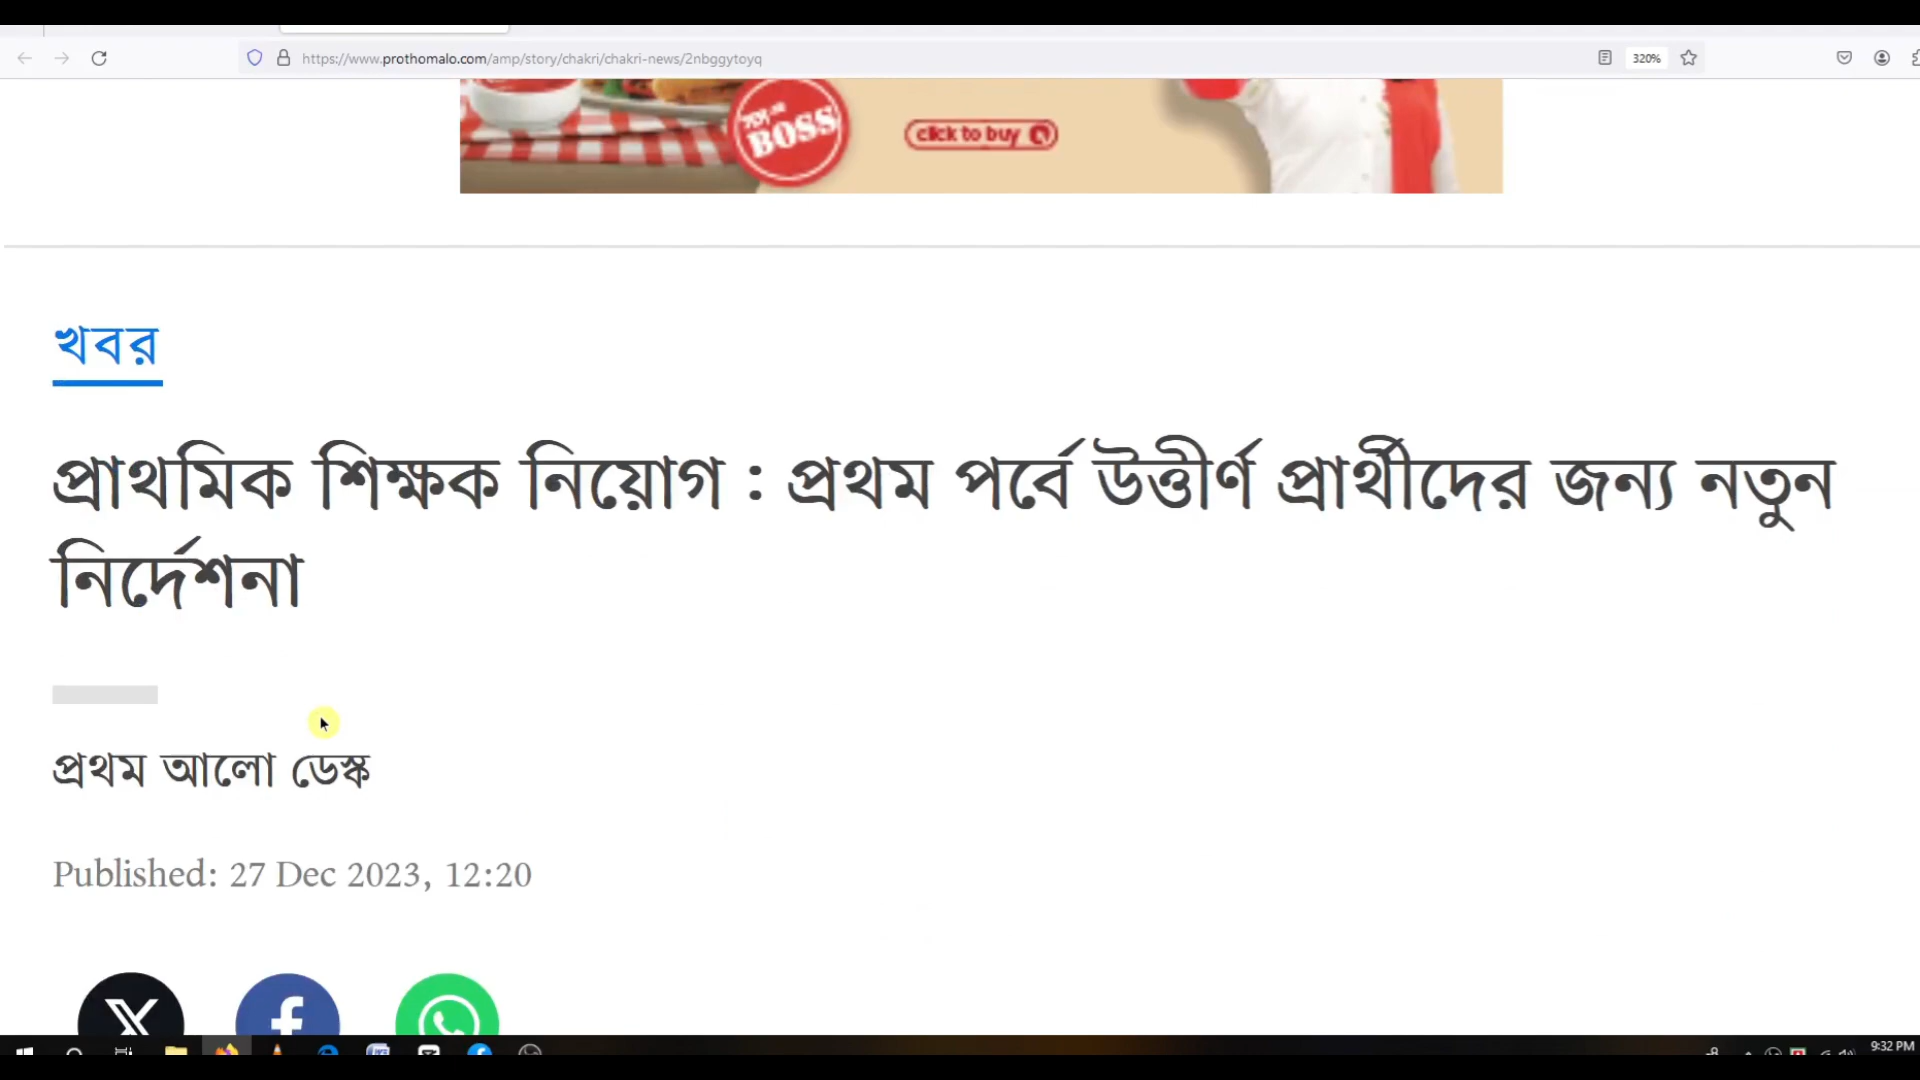 https://www.prothomalo.com/amp/story/chakri/chakri-news/2nbggytoyq
320%
BOSS
click to buy
খবর
প্রাথমিক শিক্ষক নিয়োগ : প্রথম পর্বে উত্তীর্ণ প্রার্থীদের জন্য নতুন
নির্দেশনা
প্রথম আলো ডেস্ক
Published: 27 Dec 2023, 12:20
9:32 PM